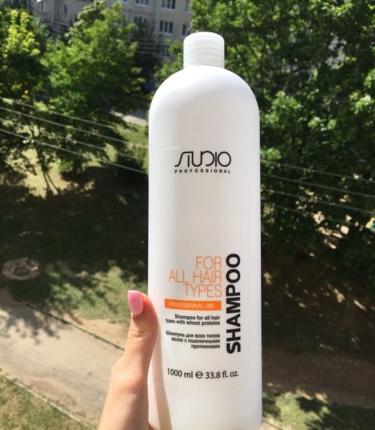 STUDIO
PROFESSIONAL
FOR
ALL HAIR
TYPES
PROFESSIONAL USE
SHAMPOO
Shampoo for all hair
types with wheat proteins
Шампунь для всех типов
волос с пшеничными
протеинами
1000 ml ℮ 33.8 fl. oz.